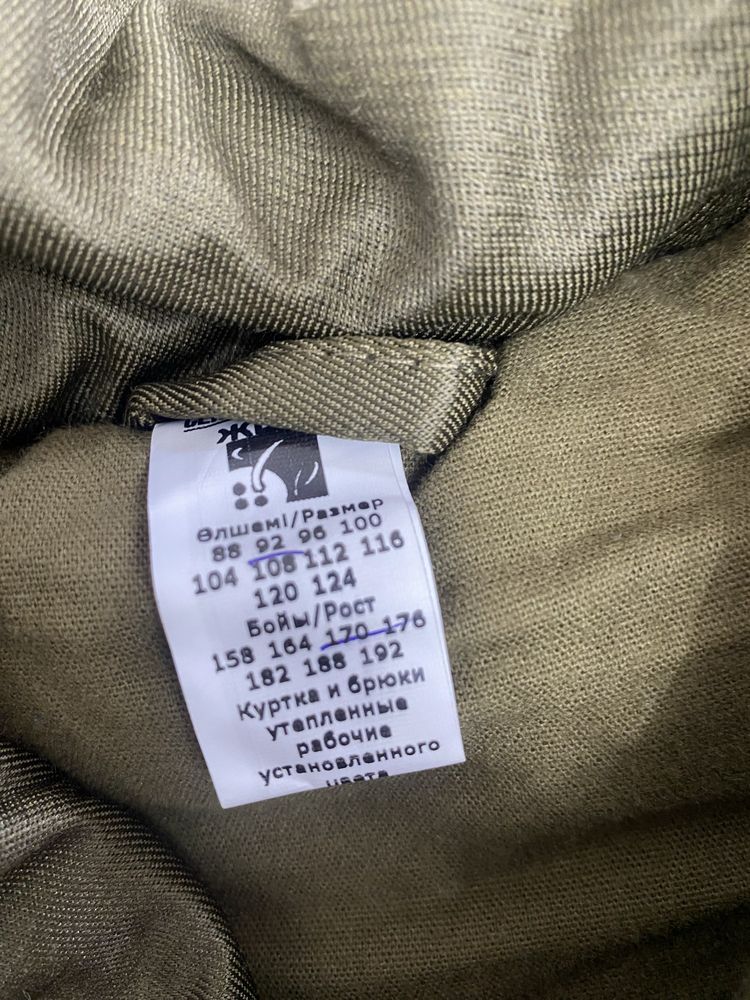 Өлшемі/Размер
88 92 96 100
104 108 112 116
120 124
Бойы/Рост
158 164 170-176
182 188 192
Куртка и брюки
утепленные
рабочие
установленного
цвета